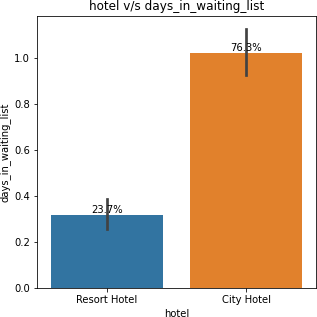 hotel v/s days_in_waiting_list
days_in_waiting_list
1.0
0.8
0.6
0.4
0.2
0.0
76.3%
23.7%
Resort Hotel
City Hotel
hotel